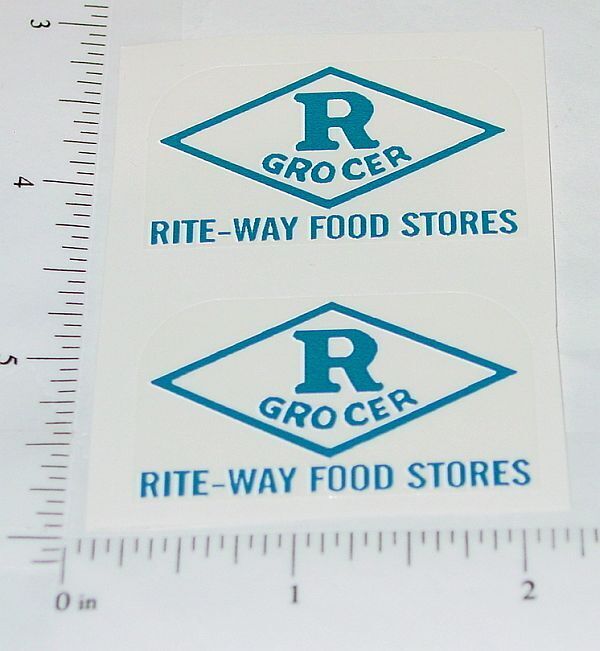 3
4
5
R
GROCER
RITE-WAY FOOD STORES
R
GROCER
RITE-WAY FOOD STORES
0 in 1 2